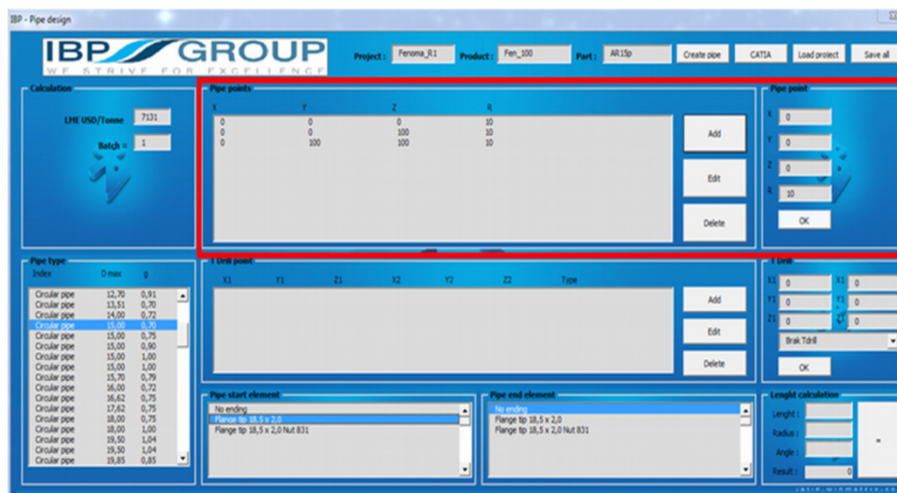 IBP - Pipe design
IBP GROUP
WE STRIVE FOR EXCELLENCE
Project : Fenoma_R1 Product : Fen_100 Part : AR15p Create pipe CATIA Load project Save all
Calculation
LME USD/Tonne 7131
Batch = 1
Pipe points
X Y Z R
0 0 0 10
0 0 100 10
0 100 100 10
Add
Edit
Delete
Pipe point
X 0
Y 0
Z 0
R 10
OK
Pipe type
Index D max g
Circular pipe 12,70 0,91
Circular pipe 13,51 0,70
Circular pipe 14,00 0,72
Circular pipe 15,00 0,70
Circular pipe 15,00 0,75
Circular pipe 15,00 0,90
Circular pipe 15,00 1,00
Circular pipe 15,00 1,00
Circular pipe 15,70 0,79
Circular pipe 16,00 0,72
Circular pipe 16,62 0,75
Circular pipe 17,62 0,75
Circular pipe 18,00 0,75
Circular pipe 18,00 1,00
Circular pipe 19,50 1,04
Circular pipe 19,50 1,04
Circular pipe 19,85 0,85
T Drill point
X1 Y1 Z1 X2 Y2 Z2 Type
Add
Edit
Delete
T Drill
X1 0 X1 0
Y1 0 Y1 0
Z1 0 0
Brak Tdrill
OK
Pipe start element
No ending
Flange tip 18,5 x 2,0
Flange tip 18,5 x 2,0 Nut 831
Pipe end element
No ending
Flange tip 18,5 x 2,0
Flange tip 18,5 x 2,0 Nut 831
Lenght calculation
Lenght :
Radius :
Angle :
Result : 0
=